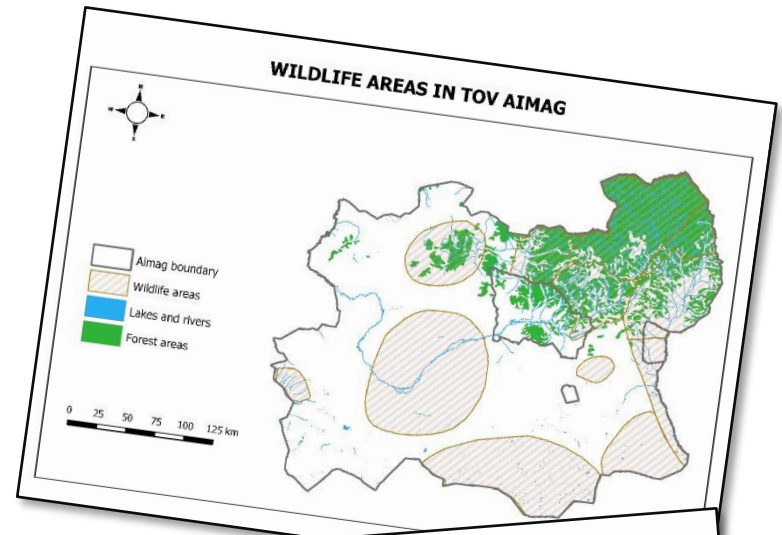 WILDLIFE AREAS IN TOV AIMAG
N
W
E
S
Aimag boundary
Wildlife areas
Lakes and rivers
Forest areas
0 25 50 75 100 125 km